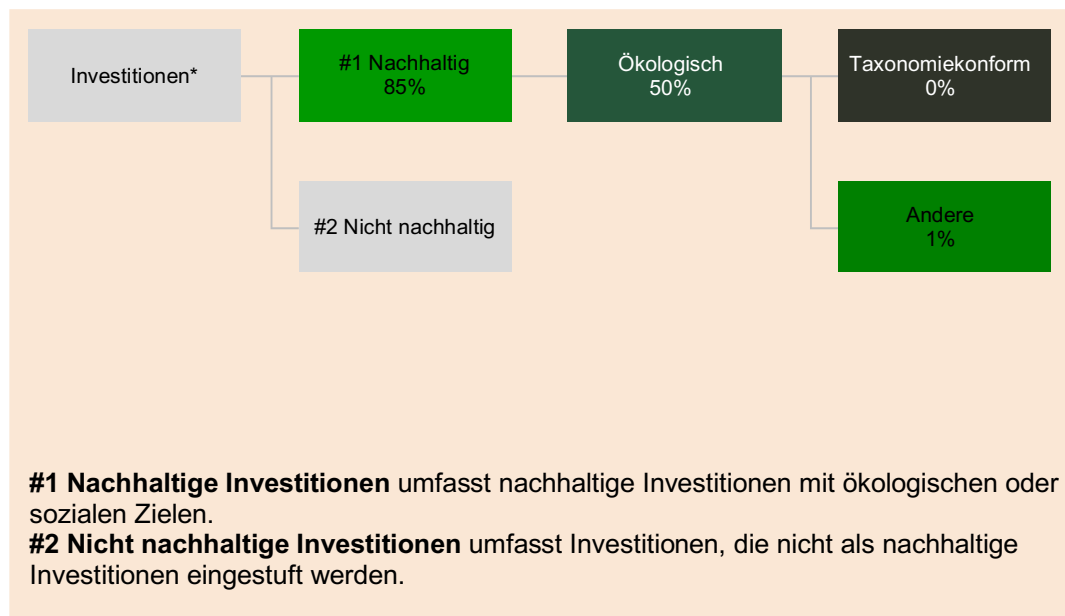 Investitionen*
#1 Nachhaltig
85%
Ökologisch
50%
Taxonomiekonform
0%
#2 Nicht nachhaltig
Andere
1%
#1 Nachhaltige Investitionen umfasst nachhaltige Investitionen mit ökologischen oder
sozialen Zielen.
#2 Nicht nachhaltige Investitionen umfasst Investitionen, die nicht als nachhaltige
Investitionen eingestuft werden.